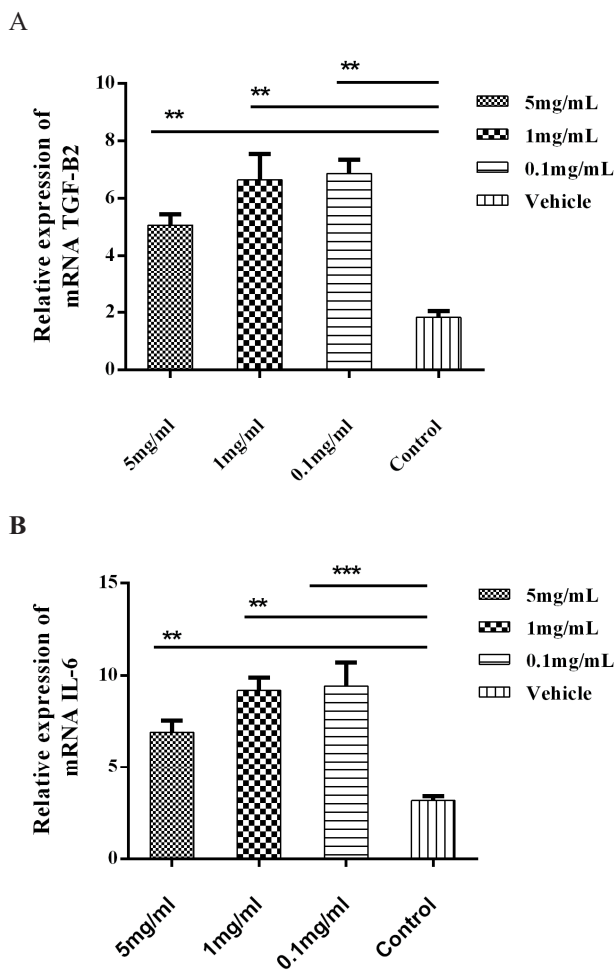 A
Relative expression of
mRNA TGF-B2
10
8
6
4
2
0
**
**
**
5mg/ml
1mg/ml
0.1mg/ml
Control
5mg/mL
1mg/mL
0.1mg/mL
Vehicle
B
Relative expression of
mRNA IL-6
15
10
5
0
***
**
**
5mg/ml
1mg/ml
0.1mg/ml
Control
5mg/mL
1mg/mL
0.1mg/mL
Vehicle